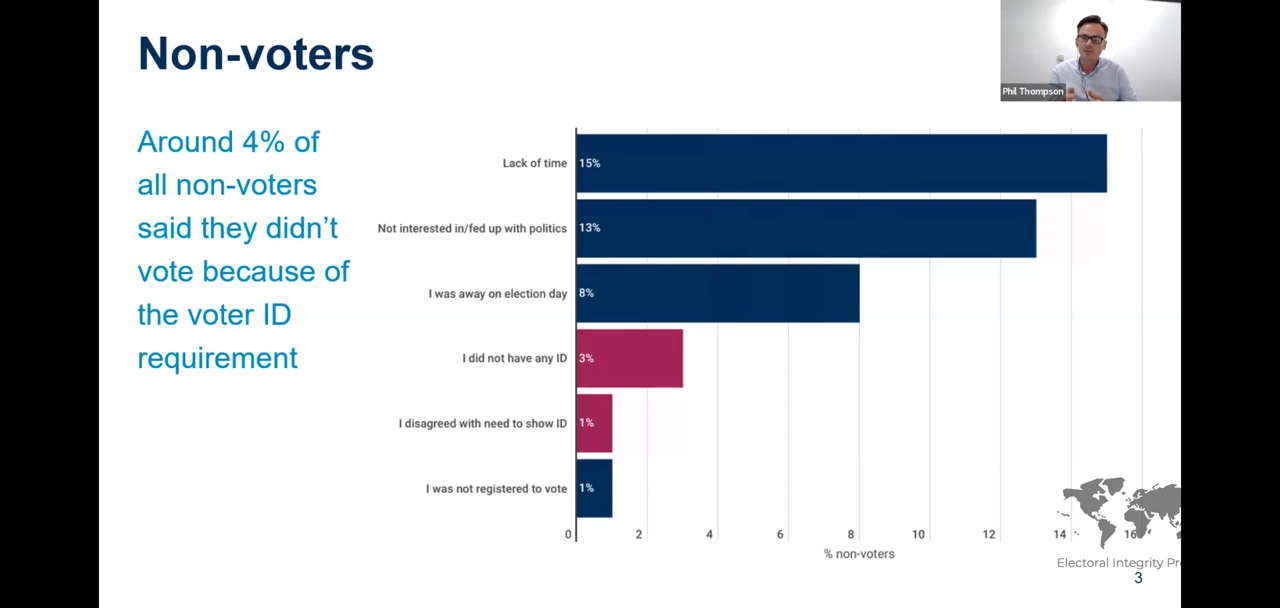 Non-voters
Phil Thompson
Around 4% of
all non-voters
said they didn't
vote because of
the voter ID
requirement
Lack of time 15%
Not interested in/fed up with politics 13%
I was away on election day 8%
I did not have any ID 3%
I disagreed with need to show ID 1%
I was not registered to vote 1%
0 2 4 6 8 10 12 14 16
% non-voters
Electoral Integrity
3